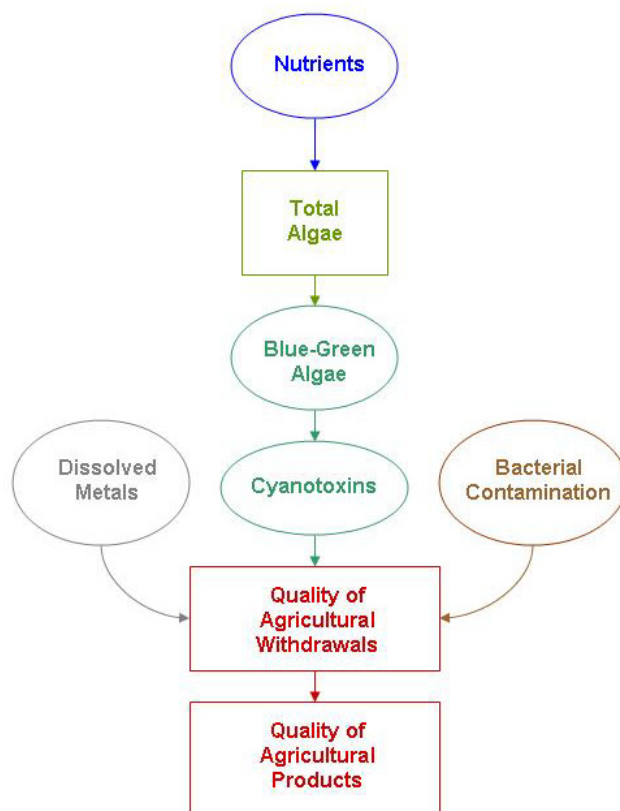 Nutrients
Total
Algae
Blue-Green
Algae
Dissolved
Metals
Cyanotoxins
Bacterial
Contamination
Quality of
Agricultural
Withdrawals
Quality of
Agricultural
Products